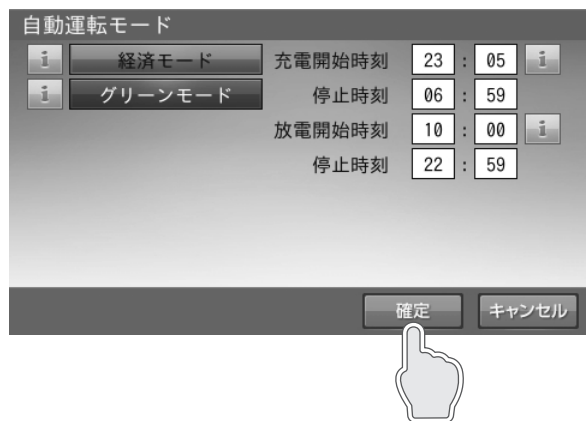 自動運転モード
i 経済モード 充電開始時刻 23 : 05 i
i グリーンモード 停止時刻 06 : 59
放電開始時刻 10 : 00 i
停止時刻 22 : 59
確定 キャンセル